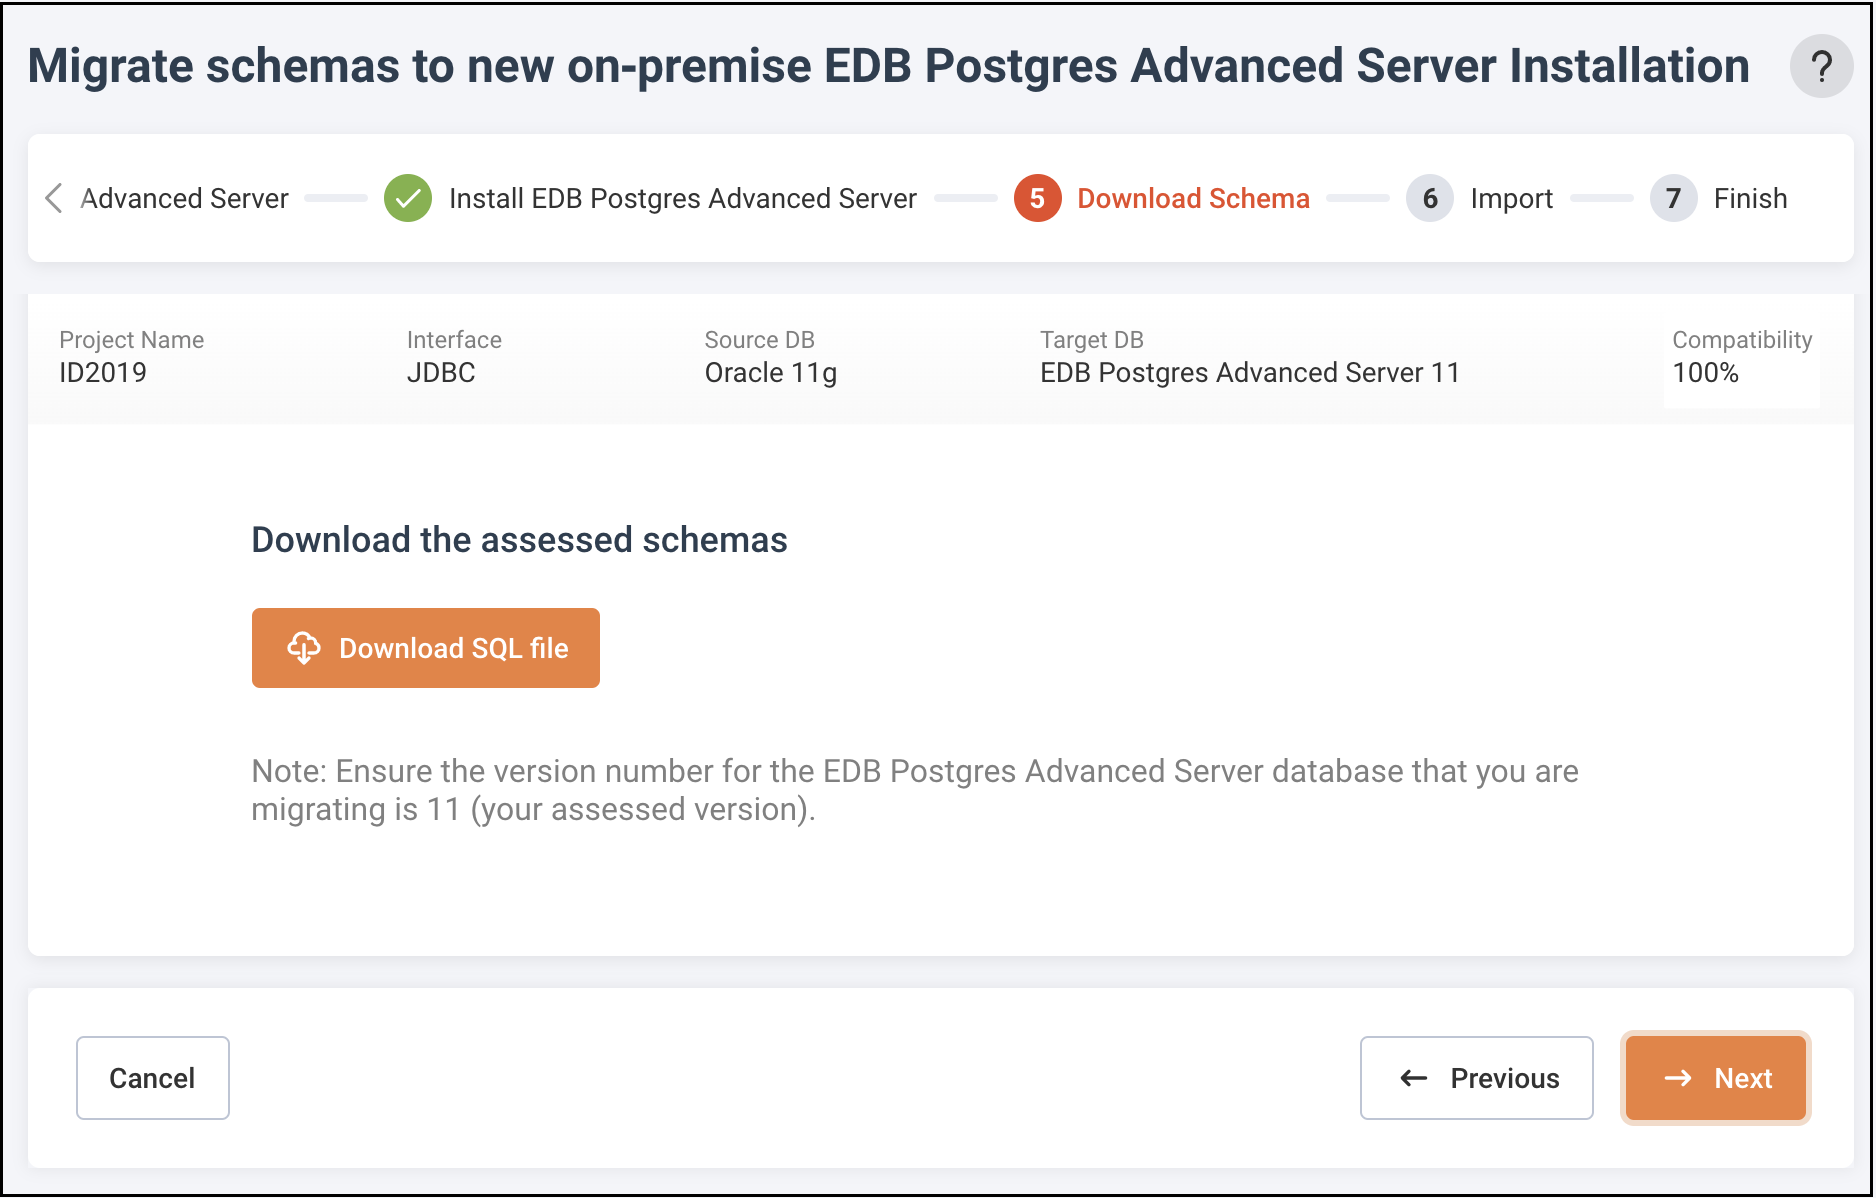 Migrate schemas to new on-premise EDB Postgres Advanced Server Installation ?
Advanced Server Install EDB Postgres Advanced Server 5 Download Schema 6 Import 7 Finish
Project Name Interface Source DB Target DB Compatibility
ID2019 JDBC Oracle 11g EDB Postgres Advanced Server 11 100%
Download the assessed schemas
Download SQL file
Note: Ensure the version number for the EDB Postgres Advanced Server database that you are
migrating is 11 (your assessed version).
Cancel Previous Next